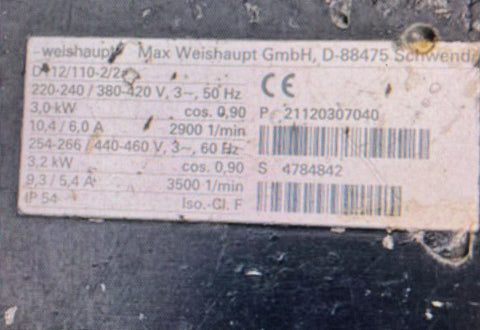 -weishaupt- Max Weishaupt GmbH, D-88475 Schwendi
D112/110-2/2
220-240 / 380-420 V, 3~, 50 Hz
3,0 kW cos. 0,90 P 21120307040
10,4 / 6,0 A 2900 1/min
254-266 / 440-460 V, 3~, 60 Hz
3,2 kW cos. 0,90 S 4784842
9,3 / 5,4 A 3500 1/min
IP 54 Iso.-Cl. F
CE